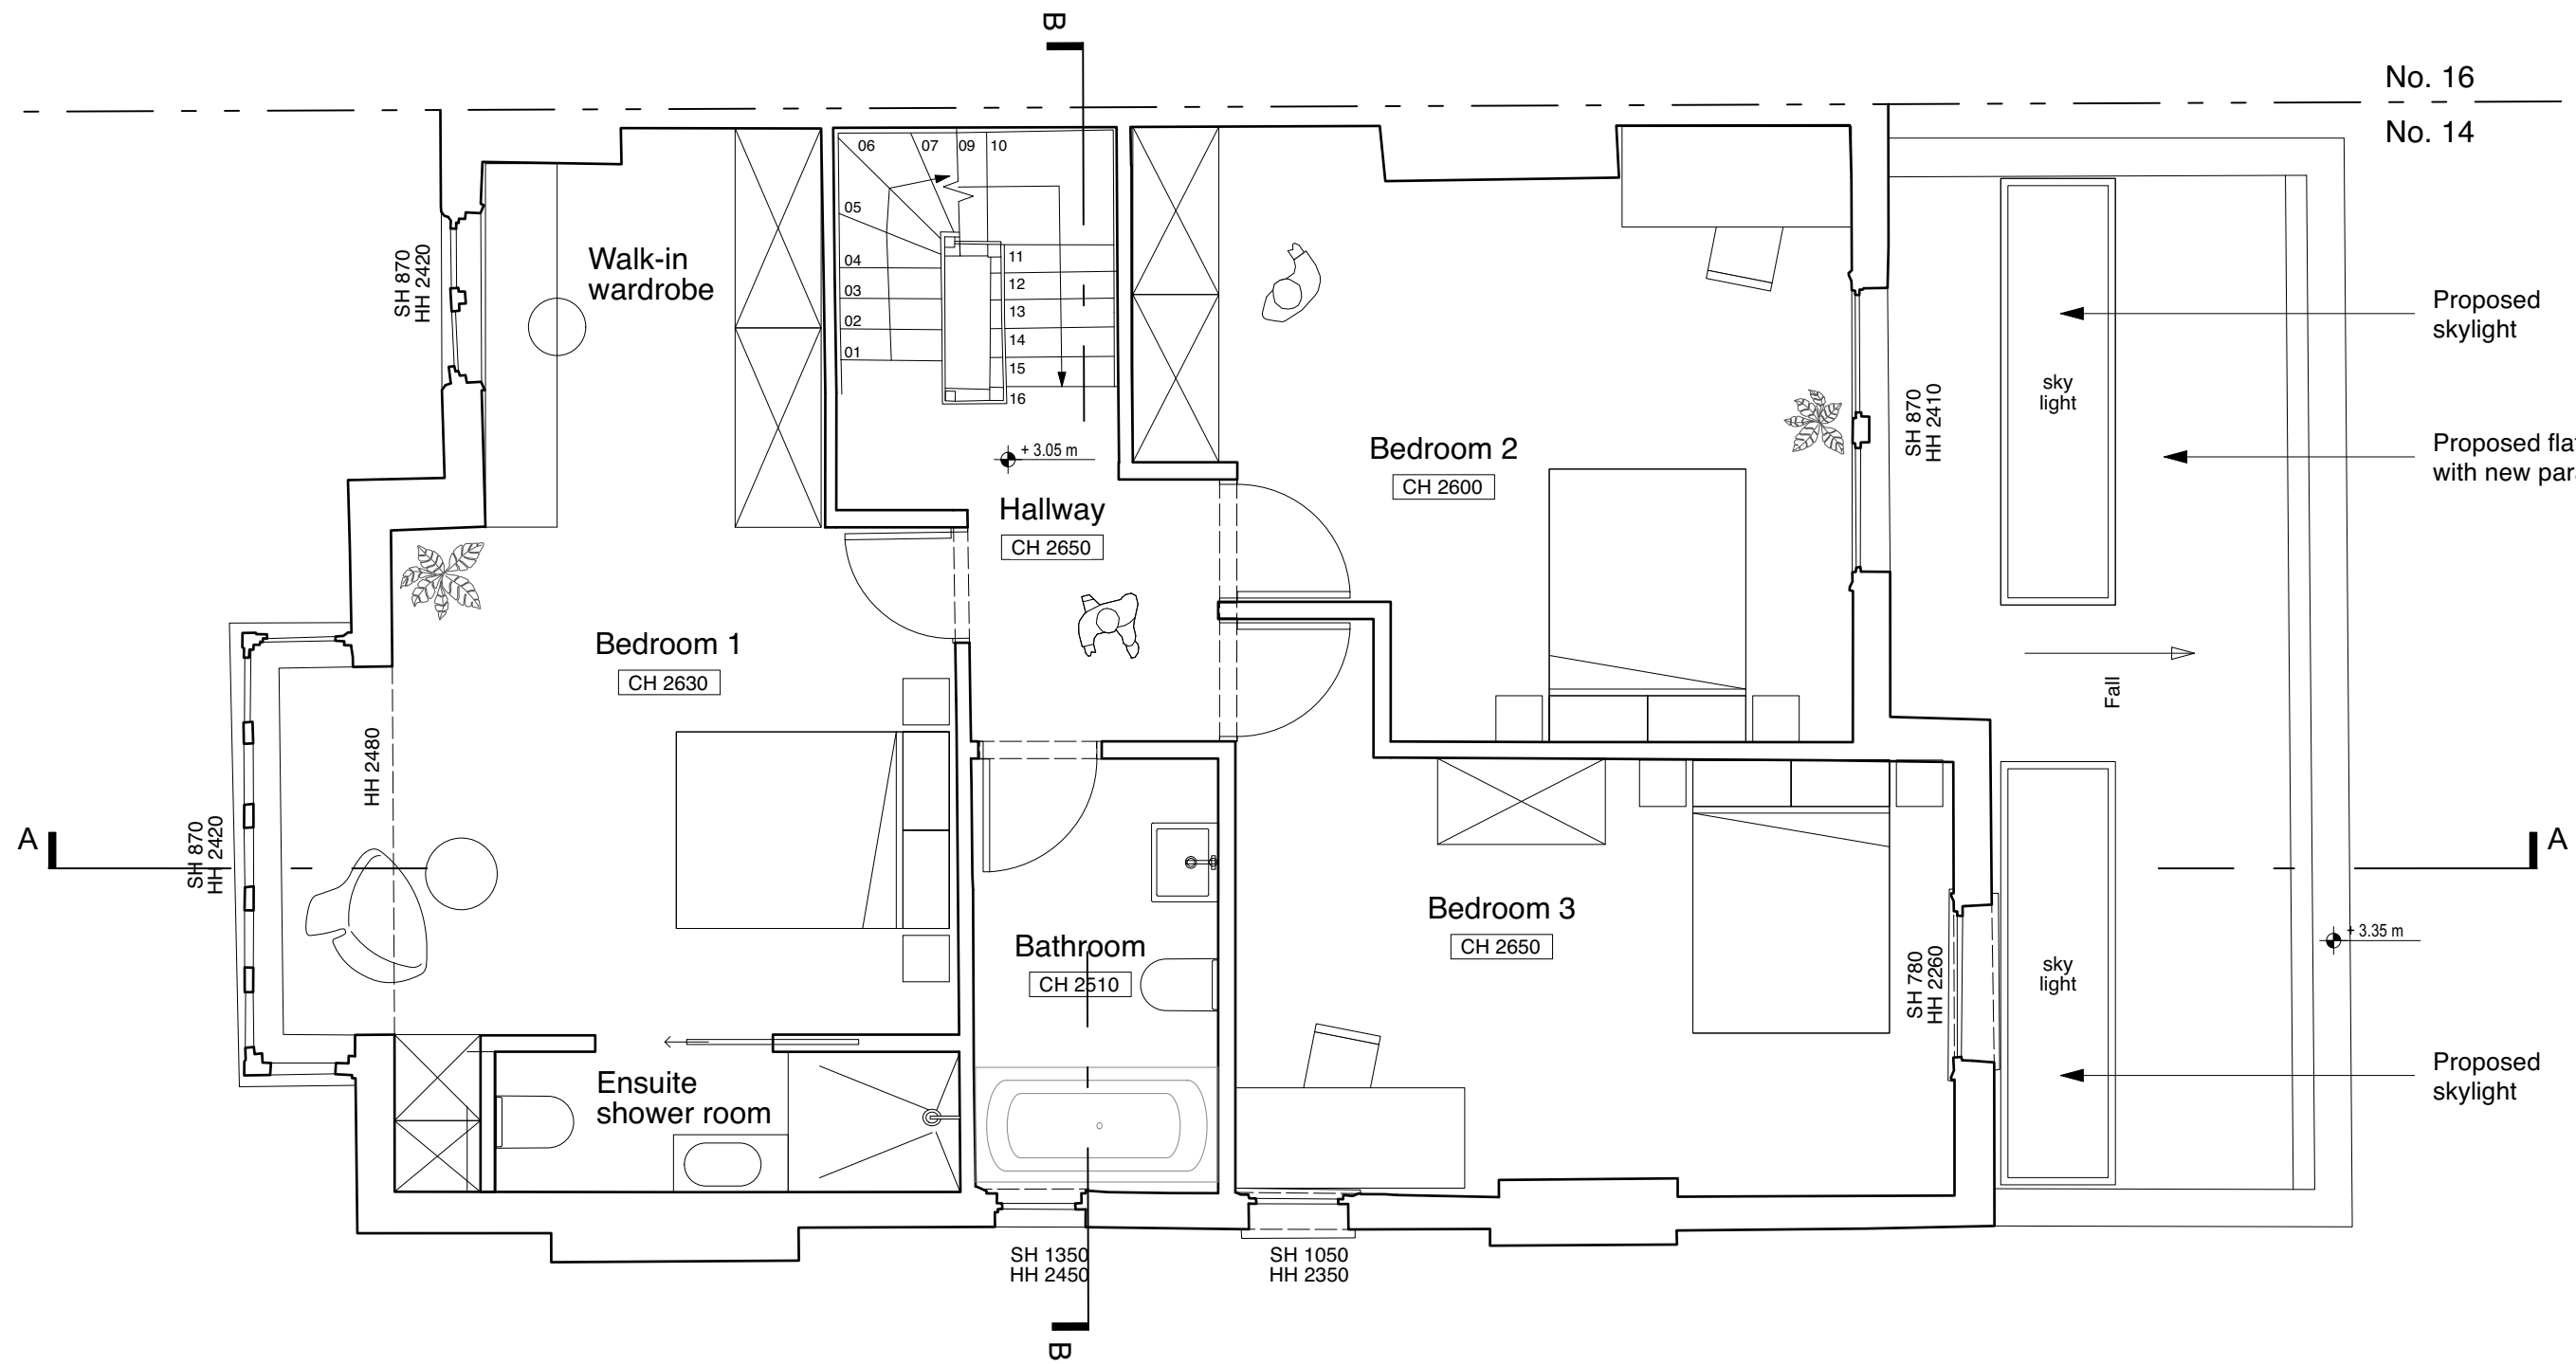 B
No. 16
No. 14
06
07
09
10
05
04
03
02
01
11
12
13
14
15
16
Walk-in
wardrobe
SH 870
HH 2420
+ 3.05 m
Hallway
CH 2650
Bedroom 2
CH 2600
SH 870
HH 2410
sky
light
Proposed
skylight
Proposed fla
with new par
Bedroom 1
CH 2630
Fall
HH 2480
A
SH 870
HH 2420
A
Bedroom 3
CH 2650
Bathroom
CH 2510
SH 780
HH 2260
sky
light
+ 3.35 m
Ensuite
shower room
Proposed
skylight
SH 1350
HH 2450
SH 1050
HH 2350
B